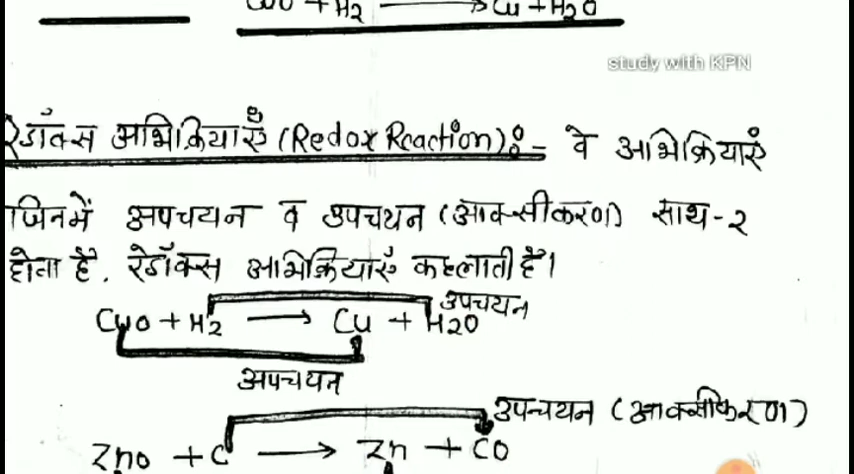 CuO + H2 → Cu + H2O
study with KPN
रेडॉक्स अभिक्रियाएँ (Redox Reaction):- वे अभिक्रियाएं
जिनमें अपचयन व उपचयन (आक्सीकरण) साथ-२
होता है. रेडॉक्स अभिक्रियाएँ कहलाती है।
उपचयन
CuO + H2 → Cu + H2O
अपचयन
उपचयन (आक्सीकरण)
ZnO + C → Zn + CO